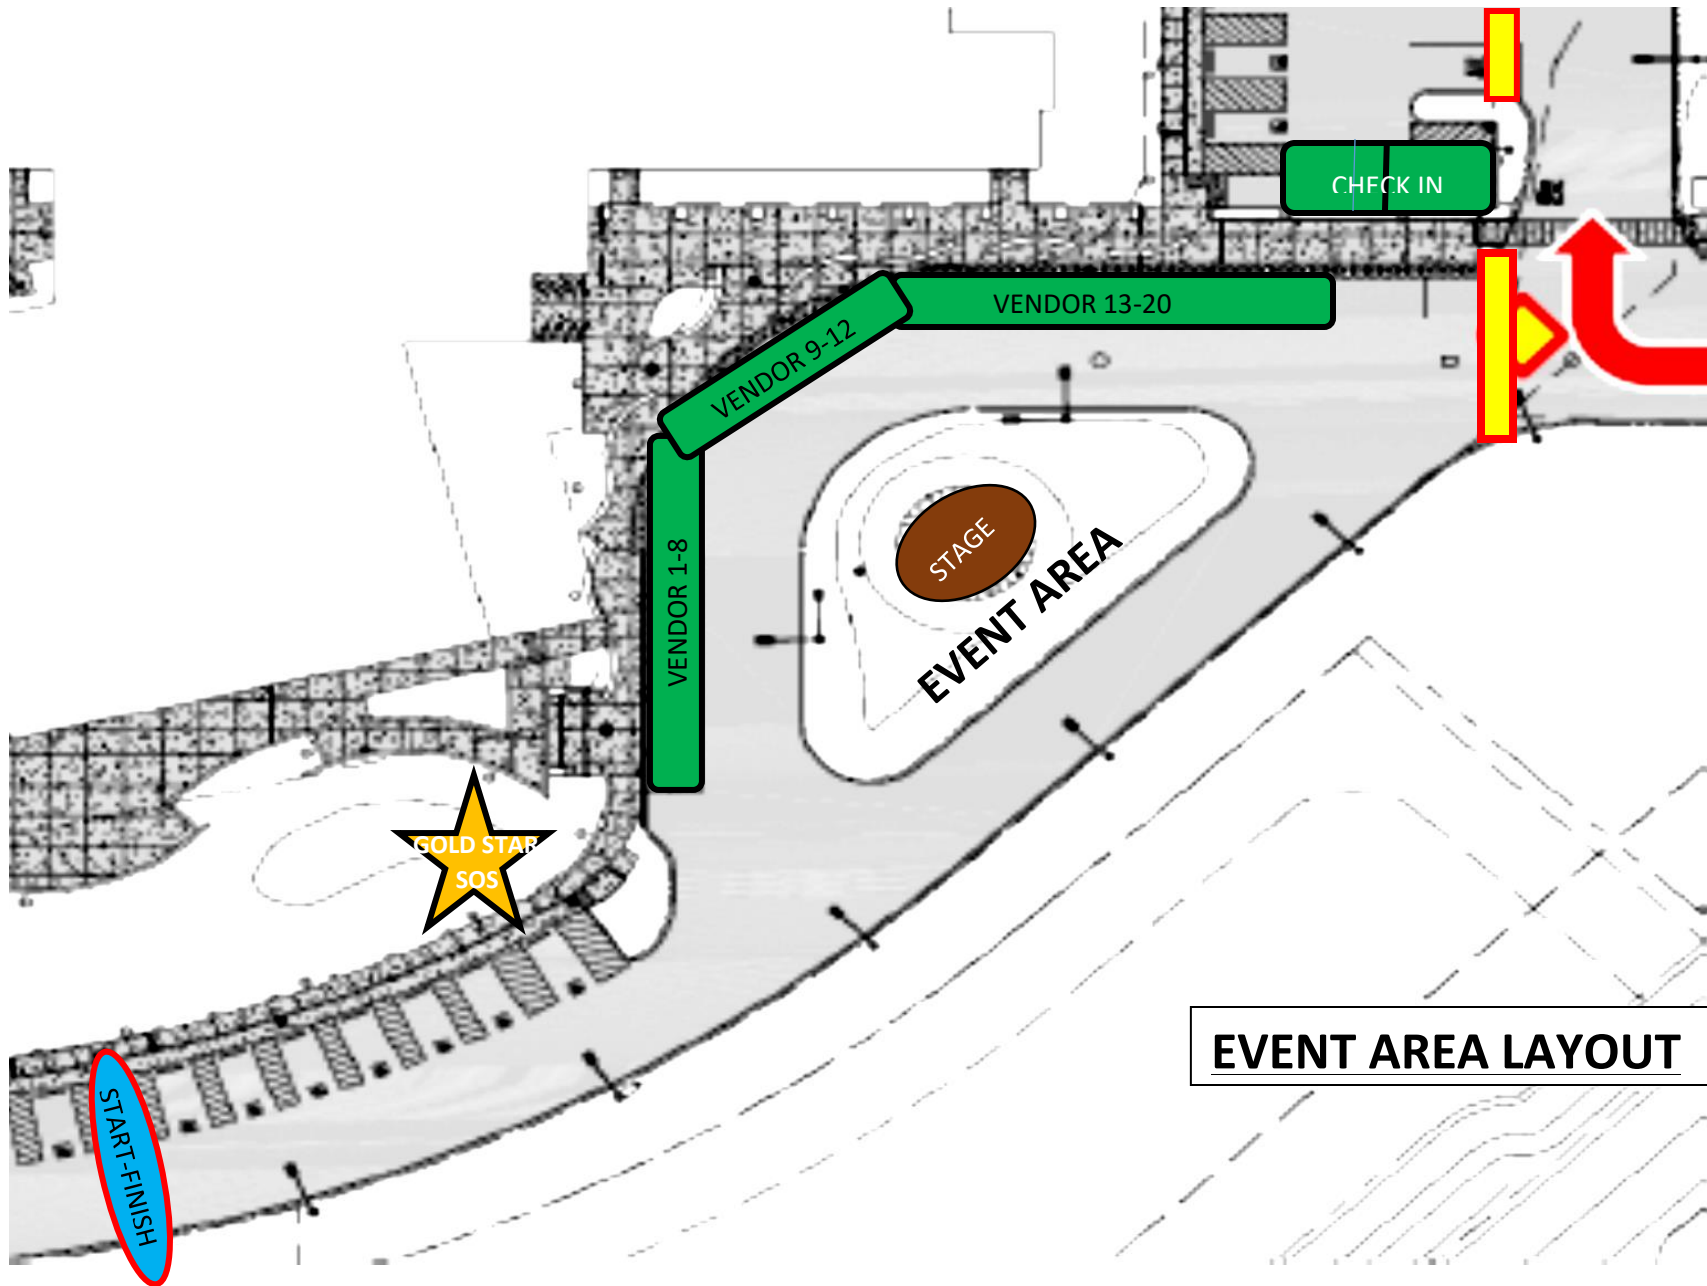 CHECK IN
VENDOR 13-20
VENDOR 9-12
VENDOR 1-8
STAGE
EVENT AREA
GOLD STAR
SOS
EVENT AREA LAYOUT
START-FINISH